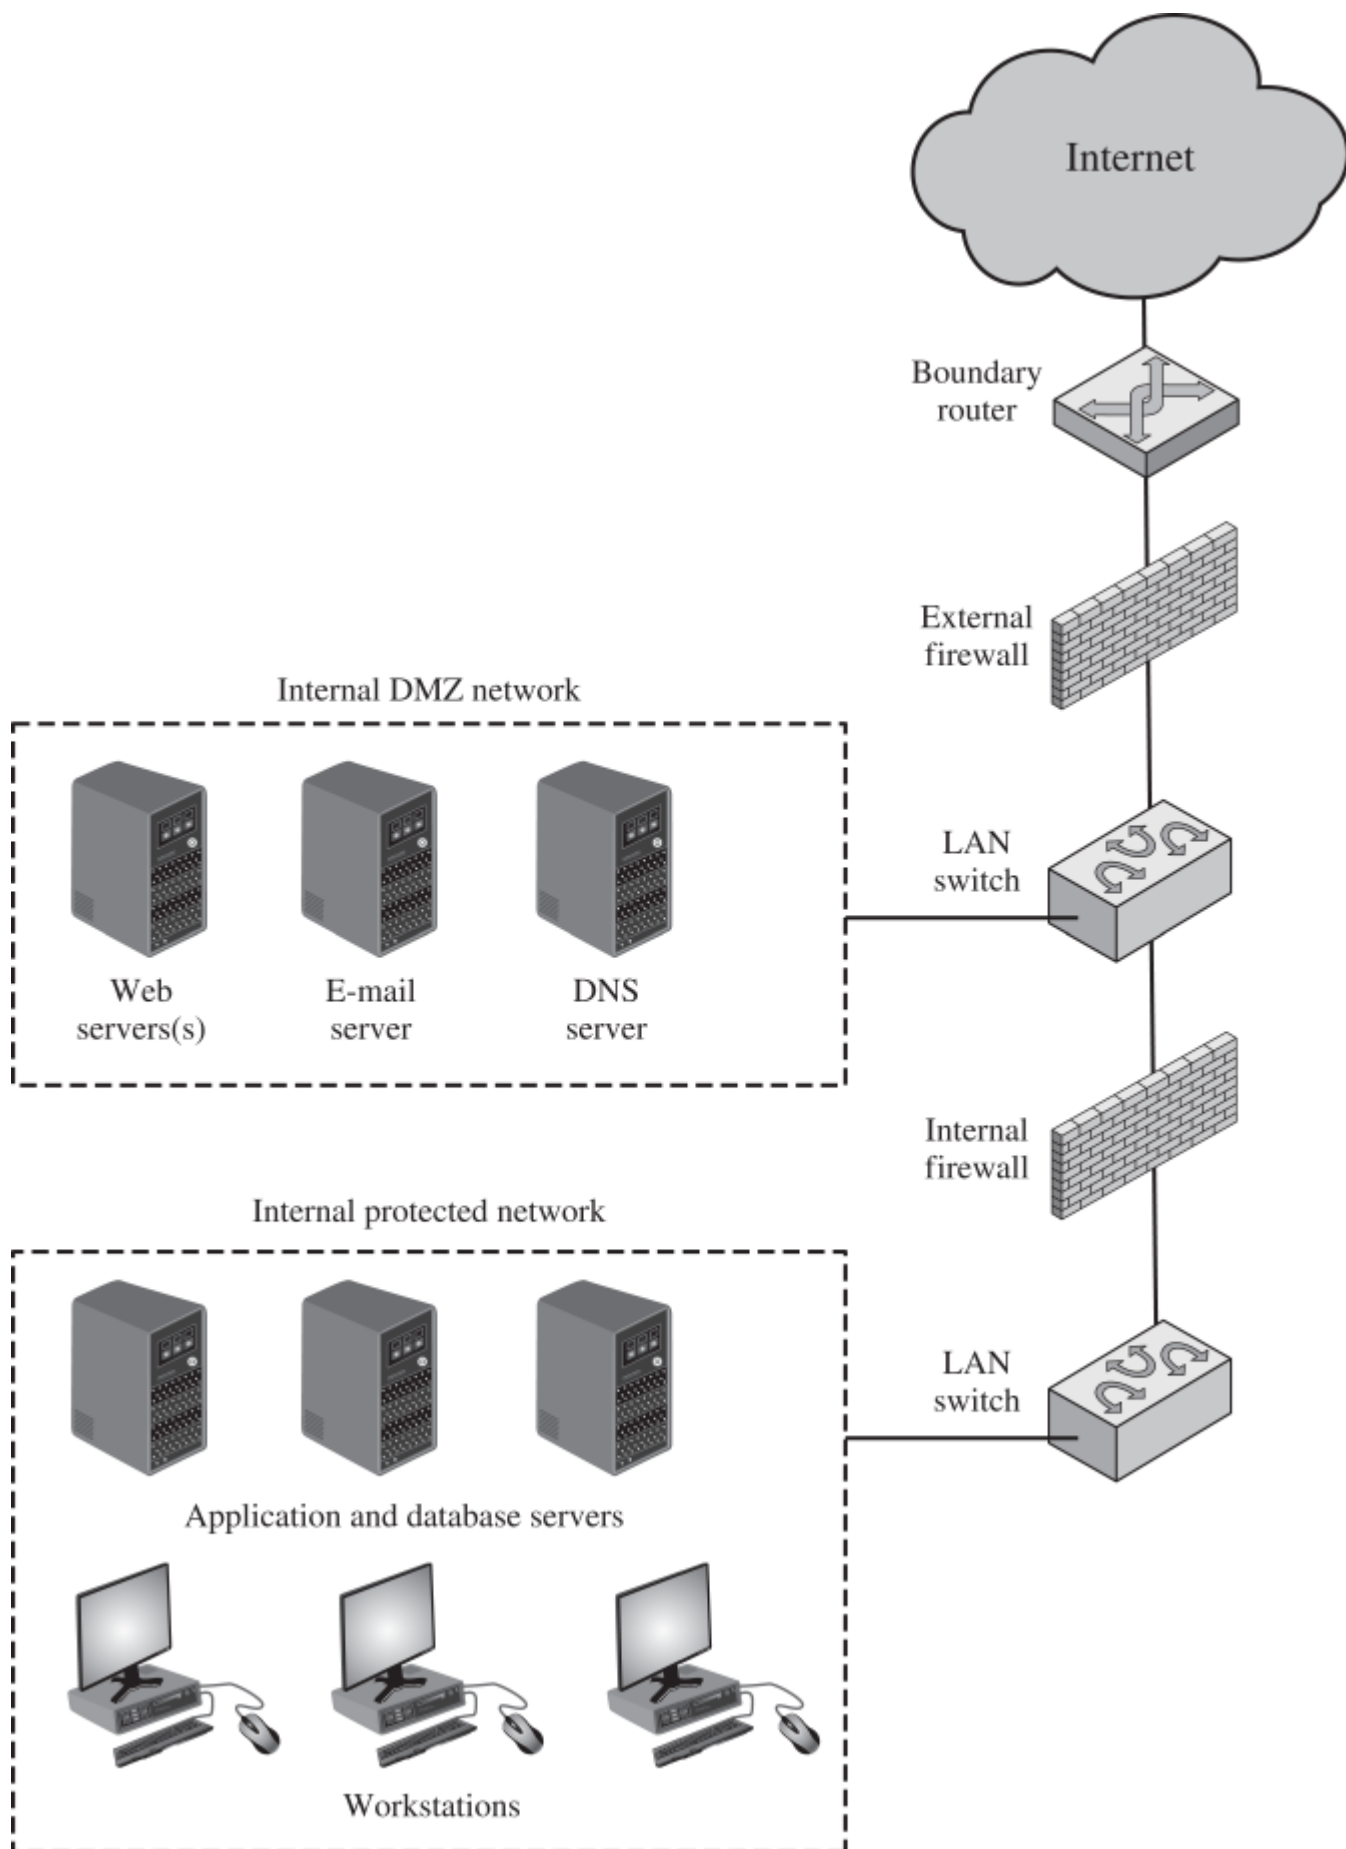 Internet
Boundary
router
External
firewall
Internal DMZ network
LAN
switch
Web
servers(s)
E-mail
server
DNS
server
Internal
firewall
Internal protected network
LAN
switch
Application and database servers
Workstations